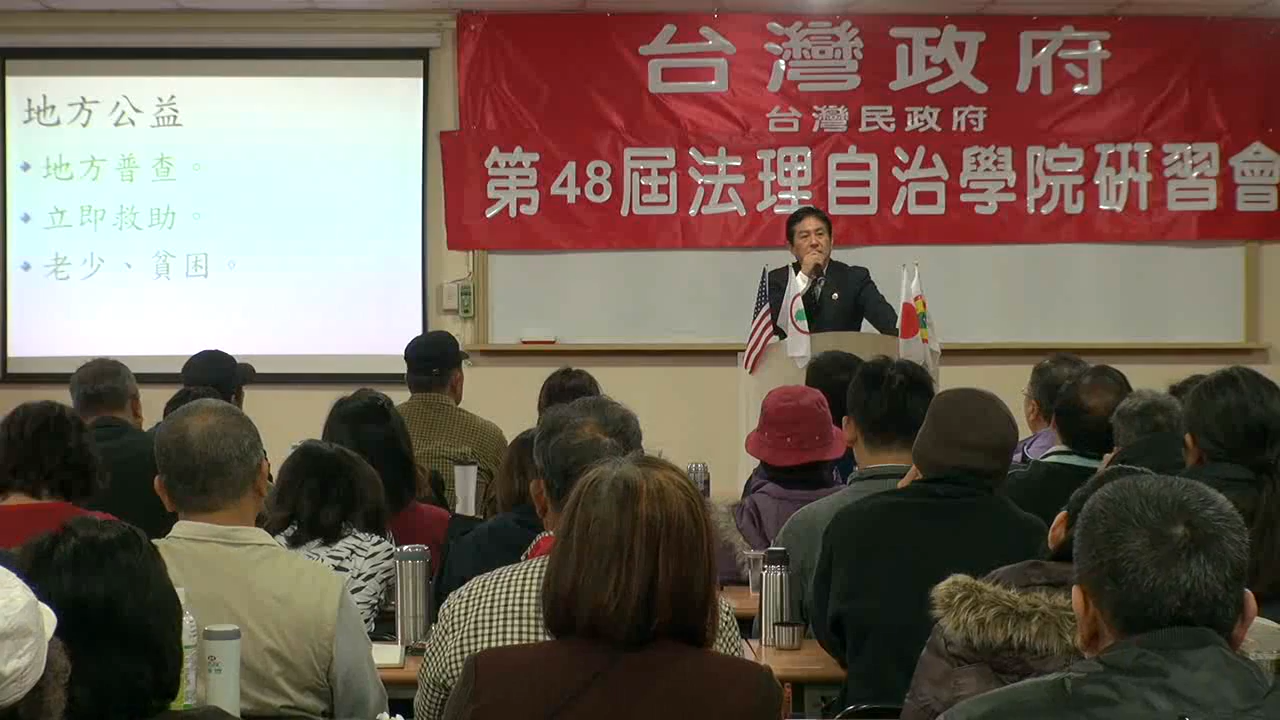 地方公益
地方普查。
立即救助。
老少、貧困。
台灣政府
台灣民政府
第48屆法理自治學院研習會